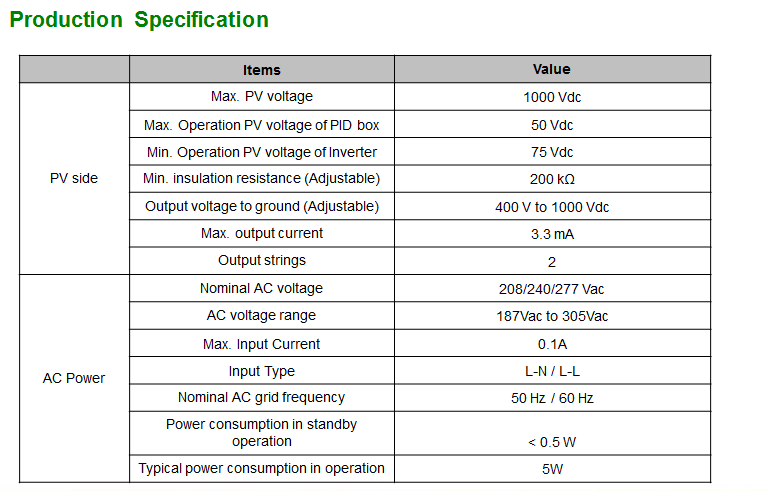 Production Specification
Items Value
PV side
Max. PV voltage 1000 Vdc
Max. Operation PV voltage of PID box 50 Vdc
Min. Operation PV voltage of Inverter 75 Vdc
Min. insulation resistance (Adjustable) 200 kΩ
Output voltage to ground (Adjustable) 400 V to 1000 Vdc
Max. output current 3.3 mA
Output strings 2
AC Power
Nominal AC voltage 208/240/277 Vac
AC voltage range 187Vac to 305Vac
Max. Input Current 0.1A
Input Type L-N / L-L
Nominal AC grid frequency 50 Hz / 60 Hz
Power consumption in standby
operation < 0.5 W
Typical power consumption in operation 5W